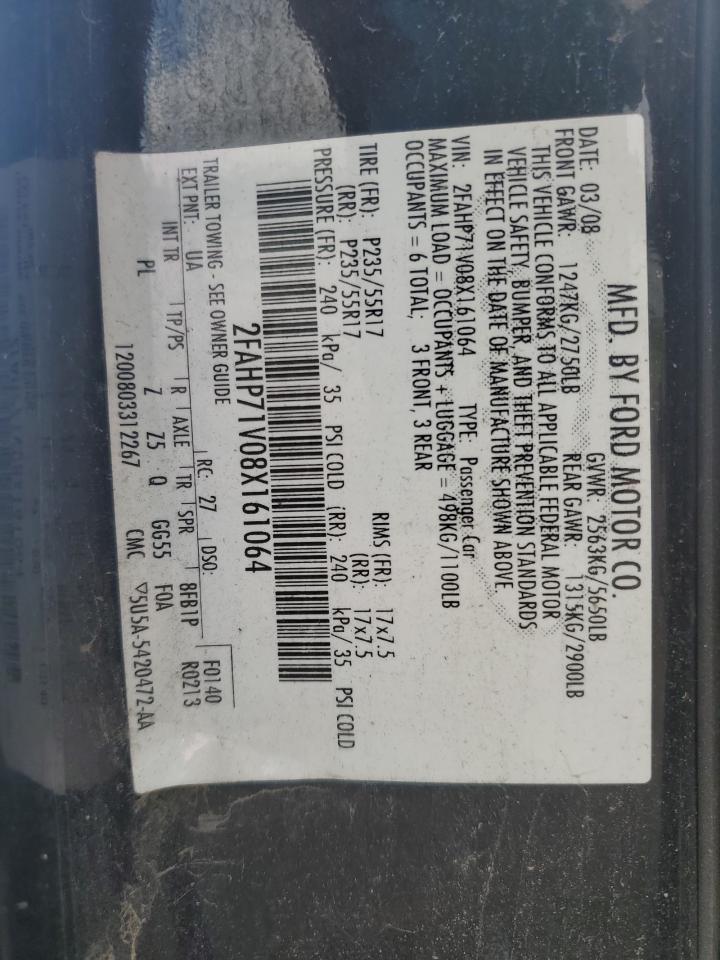 MFD. BY FORD MOTOR CO.
DATE: 03/08 GVWR: 2563KG/5650LB
FRONT GAWR: 1247KG/2750LB REAR GAWR: 1315KG/2900LB
THIS VEHICLE CONFORMS TO ALL APPLICABLE FEDERAL MOTOR
VEHICLE SAFETY, BUMPER, AND THEFT PREVENTION STANDARDS
IN EFFECT ON THE DATE OF MANUFACTURE SHOWN ABOVE.
VIN: 2FAHP71V08X161064 TYPE: Passenger Car
MAXIMUM LOAD = OCCUPANTS + LUGGAGE = 498KG/1100LB
OCCUPANTS = 6 TOTAL; 3 FRONT, 3 REAR
TIRE (FR): P235/55R17 RIMS (FR): 17x7.5
(RR): P235/55R17 (RR): 17x7.5
PRESSURE (FR): 240 kPa/ 35 PSI COLD (RR): 240 kPa/ 35 PSI COLD
2FAHP71V08X161064
TRAILER TOWING - SEE OWNER GUIDE F0140
EXT PNT: UA RC: 27 DSO: R0213
INT TR TP/PS R AXLE TR SPR 8FB1P
PL Z Z5 Q GG55 F0A
1200803312267 CMC ▽5U5A-5420472-AA